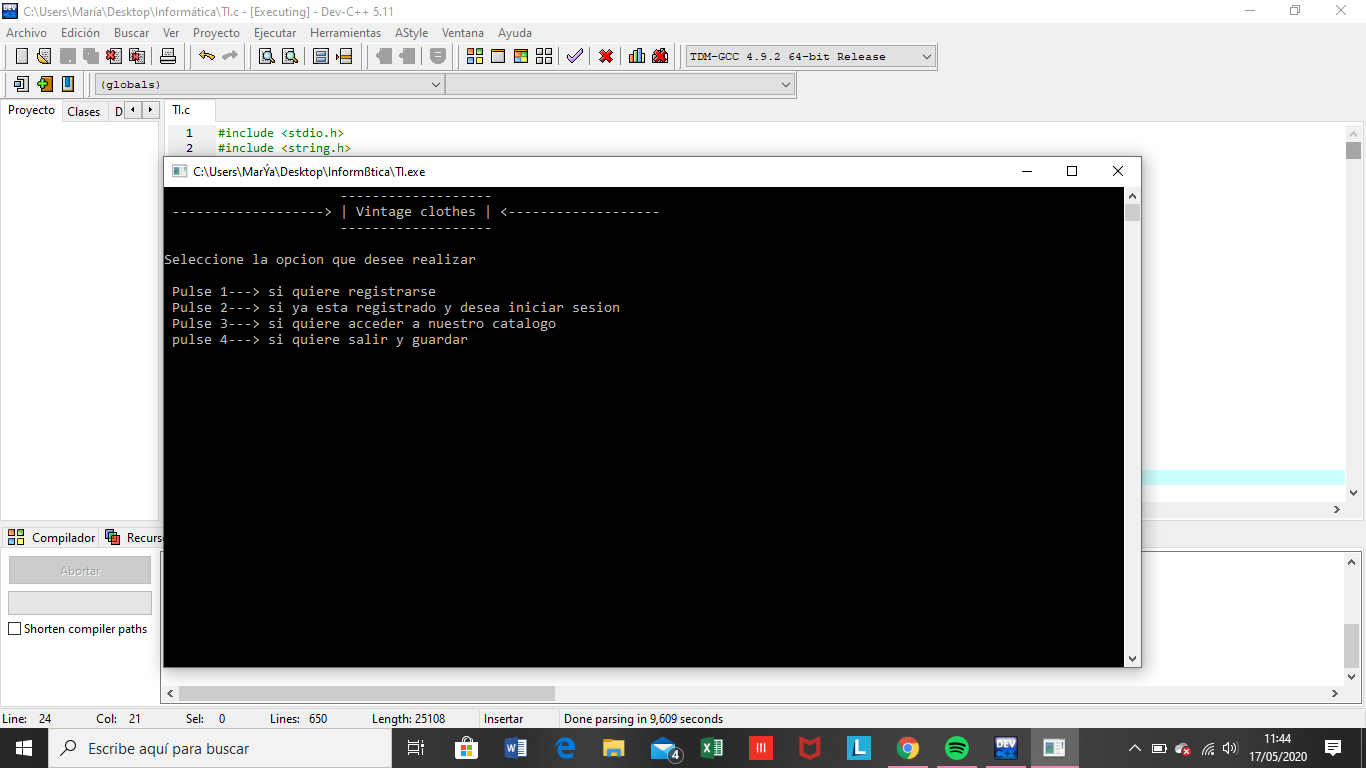 C:\Users\María\Desktop\Informática\TI.c - [Executing] - Dev-C++ 5.11
Archivo Edición Buscar Ver Proyecto Ejecutar Herramientas AStyle Ventana Ayuda
TDM-GCC 4.9.2 64-bit Release
(globals)
Proyecto Clases D TI.c
1 #include <stdio.h>
2 #include <string.h>
C:\Users\MarÝa\Desktop\Informßtica\TI.exe
-------------------
-------------------> | Vintage clothes | <-------------------
-------------------
Seleccione la opcion que desee realizar
Pulse 1---> si quiere registrarse
Pulse 2---> si ya esta registrado y desea iniciar sesion
Pulse 3---> si quiere acceder a nuestro catalogo
pulse 4---> si quiere salir y guardar
Compilador Recurs
Abortar
Shorten compiler paths
Line: 24 Col: 21 Sel: 0 Lines: 650 Length: 25108 Insertar Done parsing in 9,609 seconds
Escribe aquí para buscar
4
L
DEV
11:44
17/05/2020